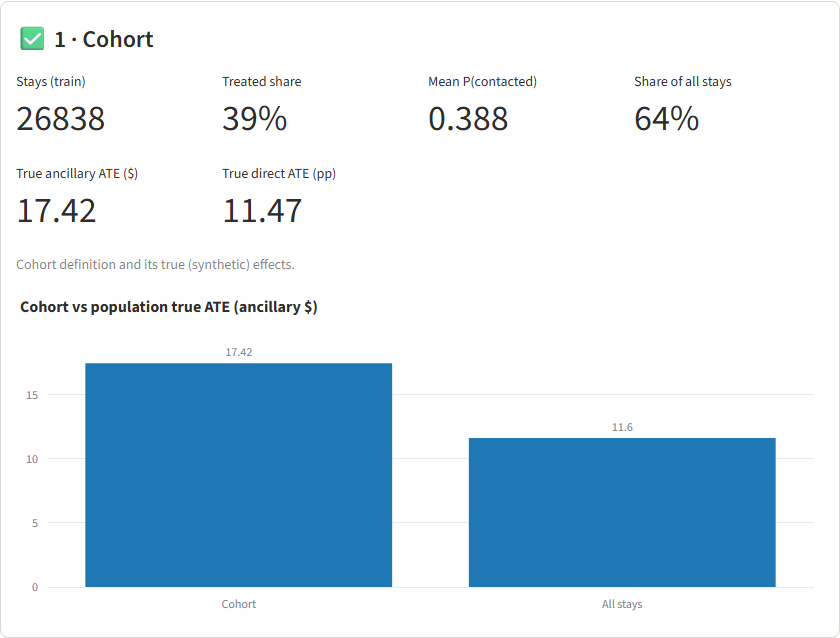 ✅ 1 · Cohort
Stays (train)
26838
Treated share
39%
Mean P(contacted)
0.388
Share of all stays
64%
True ancillary ATE ($)
17.42
True direct ATE (pp)
11.47
Cohort definition and its true (synthetic) effects.
Cohort vs population true ATE (ancillary $)
17.42
11.6
15
10
5
0
Cohort
All stays